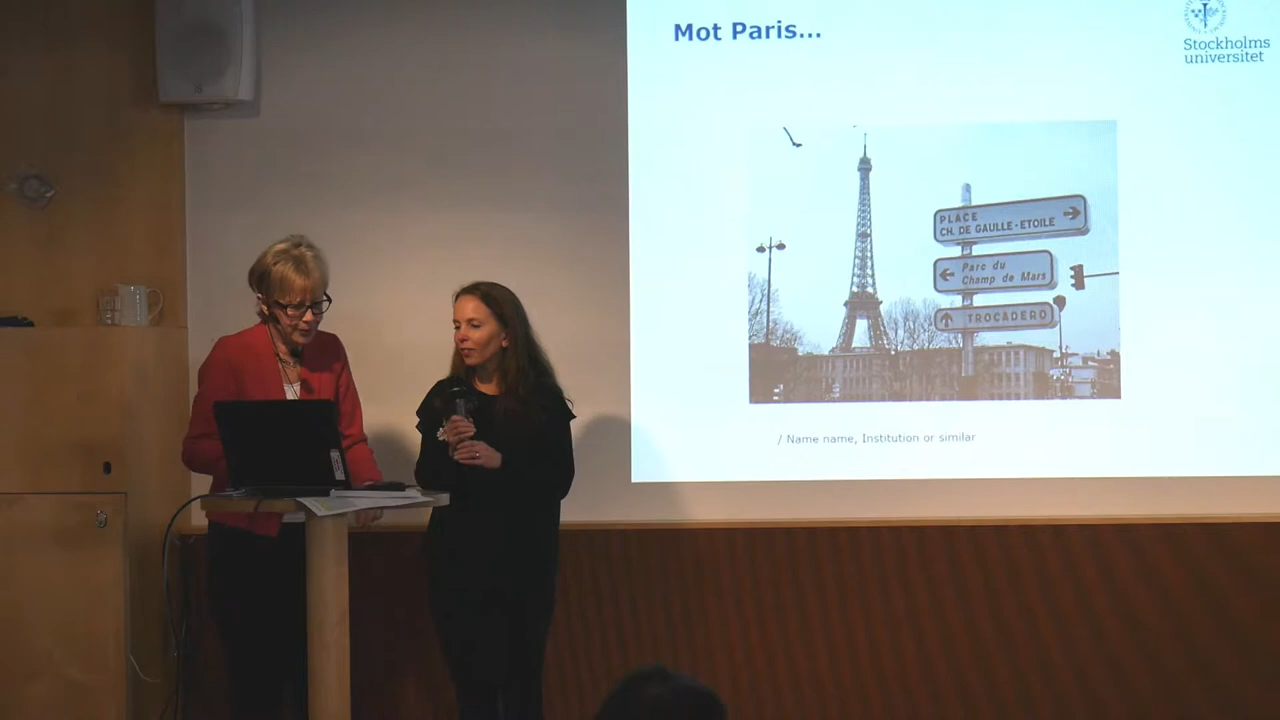 Mot Paris...
Stockholms
universitet
PLACE
CH. DE GAULLE-ETOILE
Parc du
Champ de Mars
TROCADERO
/ Name name, Institution or similar